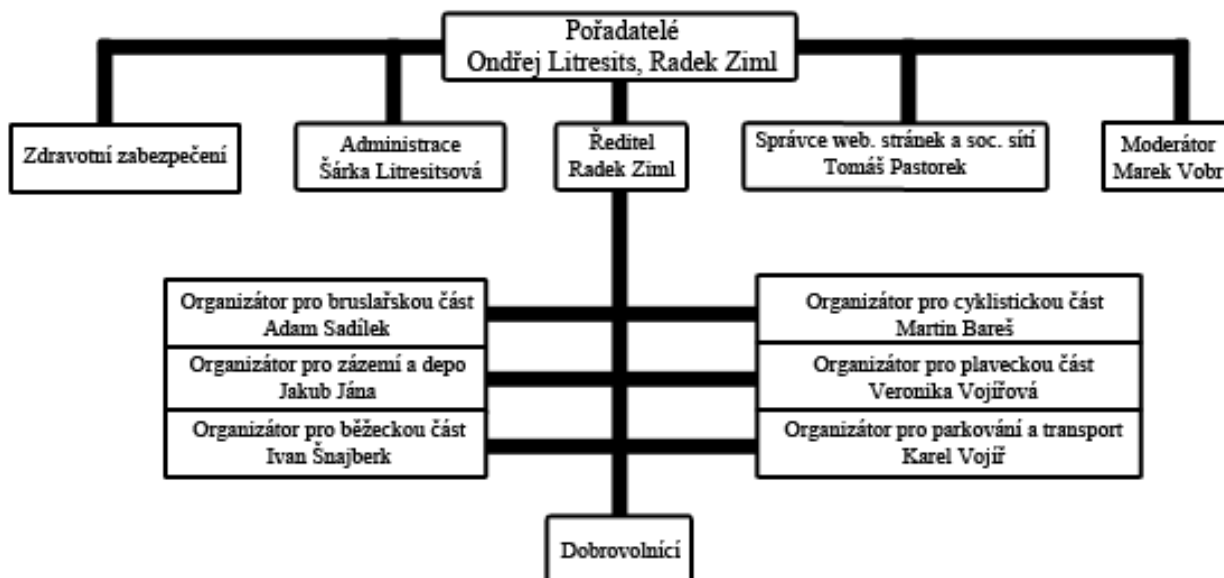 Pořadatelé
Ondřej Litresits, Radek Ziml
Zdravotní zabezpečení
Administrace
Šárka Litresitsová
Ředitel
Radek Ziml
Správce web. stránek a soc. sítí
Tomáš Pastorek
Moderátor
Marek Vobr
Organizátor pro bruslařskou část
Adam Sadílek
Organizátor pro zázemí a depo
Jakub Jána
Organizátor pro běžeckou část
Ivan Šnajberk
Organizátor pro cyklistickou část
Martin Bareš
Organizátor pro plaveckou část
Veronika Vojířová
Organizátor pro parkování a transport
Karel Vojíř
Dobrovolnící